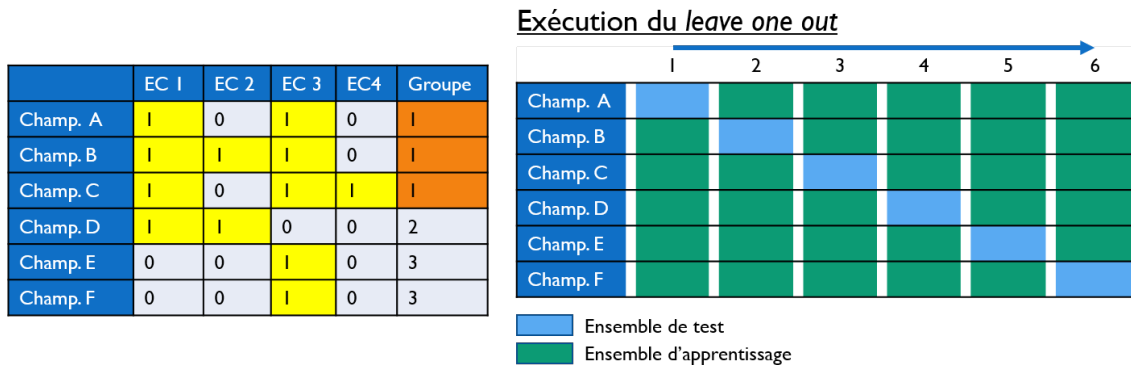 Exécution du leave one out
EC 1 EC 2 EC 3 EC4 Groupe
Champ. A 1 0 1 0 1
Champ. B 1 1 1 0 1
Champ. C 1 0 1 1 1
Champ. D 1 1 0 0 2
Champ. E 0 0 1 0 3
Champ. F 0 0 1 0 3
1 2 3 4 5 6
Champ. A
Champ. B
Champ. C
Champ. D
Champ. E
Champ. F
Ensemble de test
Ensemble d'apprentissage